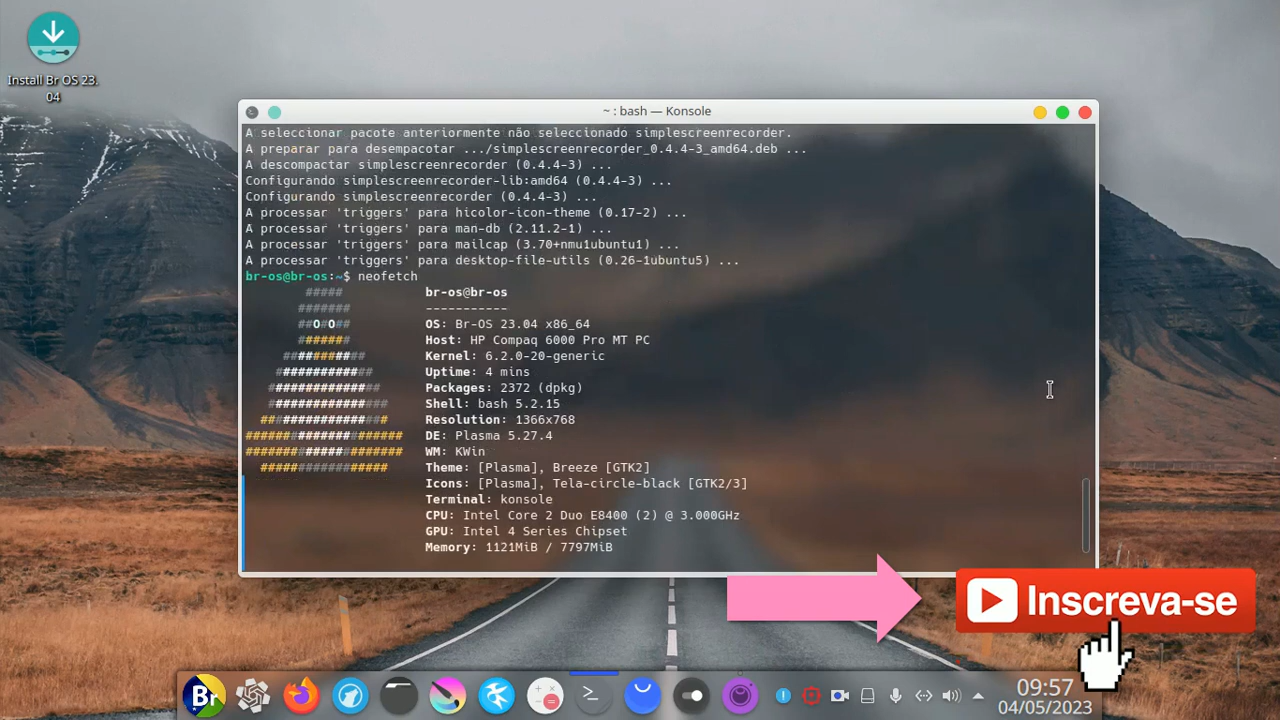 Install Br OS 23.
04
~ : bash — Konsole
A seleccionar pacote anteriormente não seleccionado simplescreenrecorder.
A preparar para desempacotar .../simplescreenrecorder_0.4.4-3_amd64.deb ...
A descompactar simplescreenrecorder (0.4.4-3) ...
Configurando simplescreenrecorder-lib:amd64 (0.4.4-3) ...
Configurando simplescreenrecorder (0.4.4-3) ...
A processar 'triggers' para hicolor-icon-theme (0.17-2) ...
A processar 'triggers' para man-db (2.11.2-1) ...
A processar 'triggers' para mailcap (3.70+nmu1ubuntu1) ...
A processar 'triggers' para desktop-file-utils (0.26-1ubuntu5) ...
br-os@br-os:~$ neofetch
##### br-os@br-os
####### -----------
##O#O## OS: Br-OS 23.04 x86_64
###### Host: HP Compaq 6000 Pro MT PC
######### Kernel: 6.2.0-20-generic
############ Uptime: 4 mins
############# Packages: 2372 (dpkg)
############## Shell: bash 5.2.15
################# Resolution: 1366x768
##################### DE: Plasma 5.27.4
##################### WM: KWin
################# Theme: [Plasma], Breeze [GTK2]
Icons: [Plasma], Tela-circle-black [GTK2/3]
Terminal: konsole
CPU: Intel Core 2 Duo E8400 (2) @ 3.000GHz
GPU: Intel 4 Series Chipset
Memory: 1121MiB / 7797MiB
Inscreva-se
Br
09:57
04/05/2023